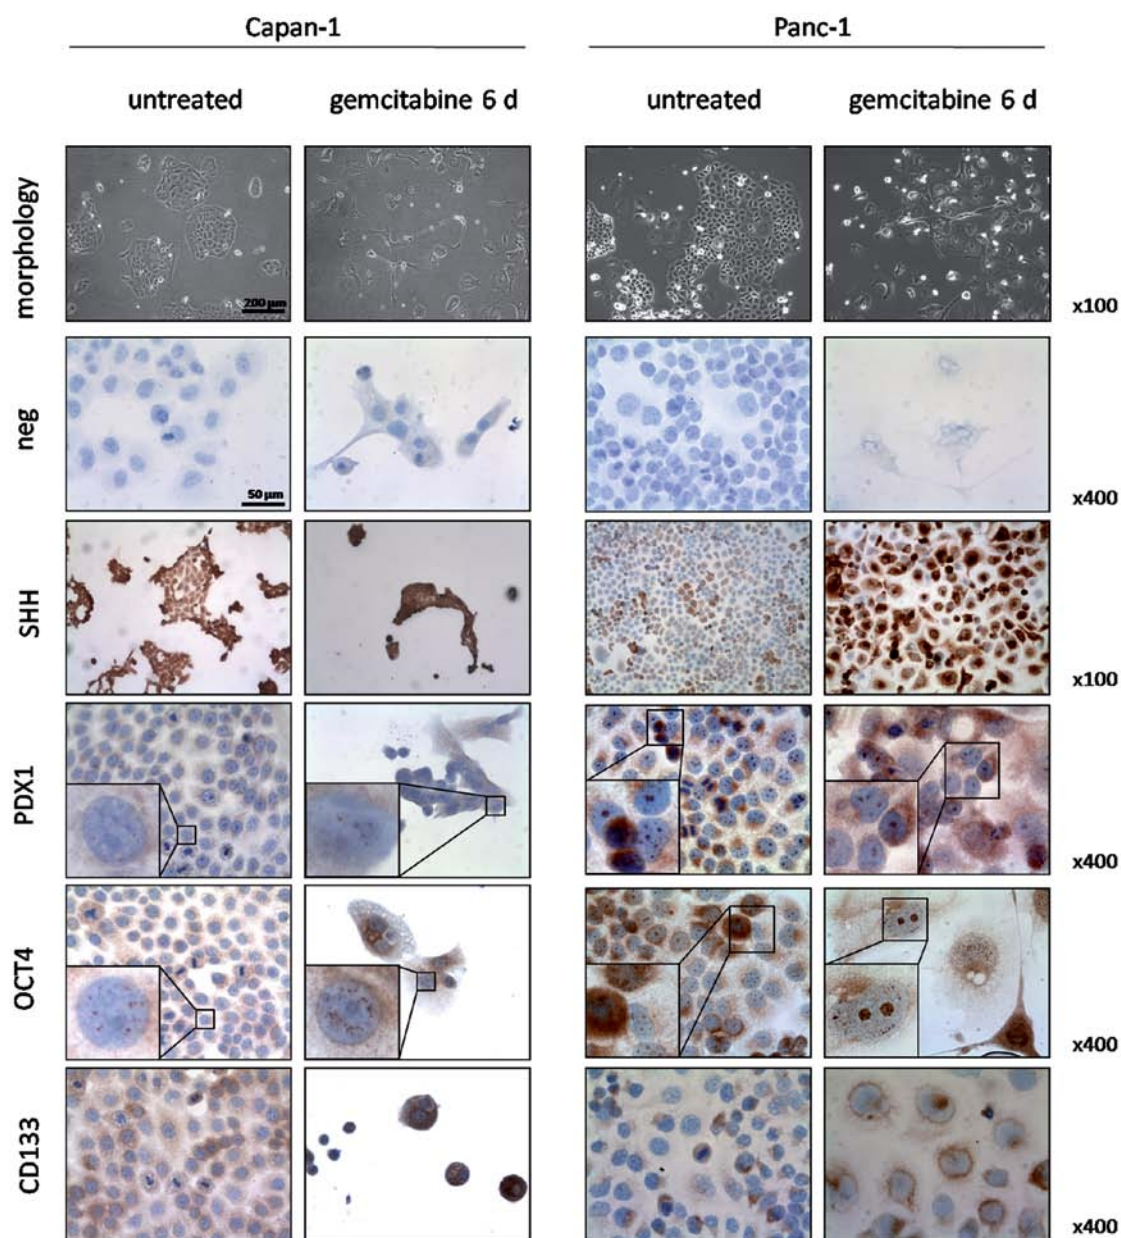 Capan-1 Panc-1
untreated gemcitabine 6 d untreated gemcitabine 6 d
morphology
200 µm
x100
neg
50 µm
x400
SHH
x100
PDX1
x400
OCT4
x400
CD133
x400